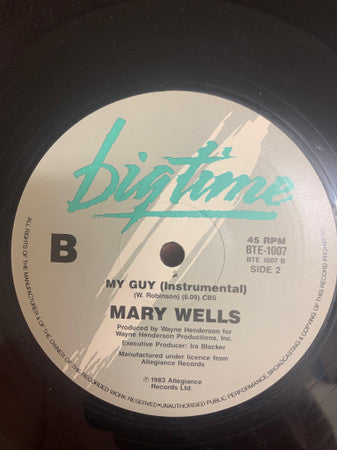 bigtime
B
45 RPM
BTE-1007
BTE 1007 B
SIDE 2
MY GUY (Instrumental)
(W. Robinson) (6.09) CBS
MARY WELLS
Produced by Wayne Henderson for
Wayne Henderson Productions, Inc.
Executive Producer: Ira Blacker
Manufactured under licence from
Allegiance Records
℗ 1983 Allegiance
Records Ltd.
ALL RIGHTS OF THE MANUFACTURER & OF THE OWNER OF THE RECORDED WORK RESERVED•UNAUTHORISED PUBLIC PERFORMANCE, BROADCASTING & COPYING OF THIS RECORD PROHIBITED.